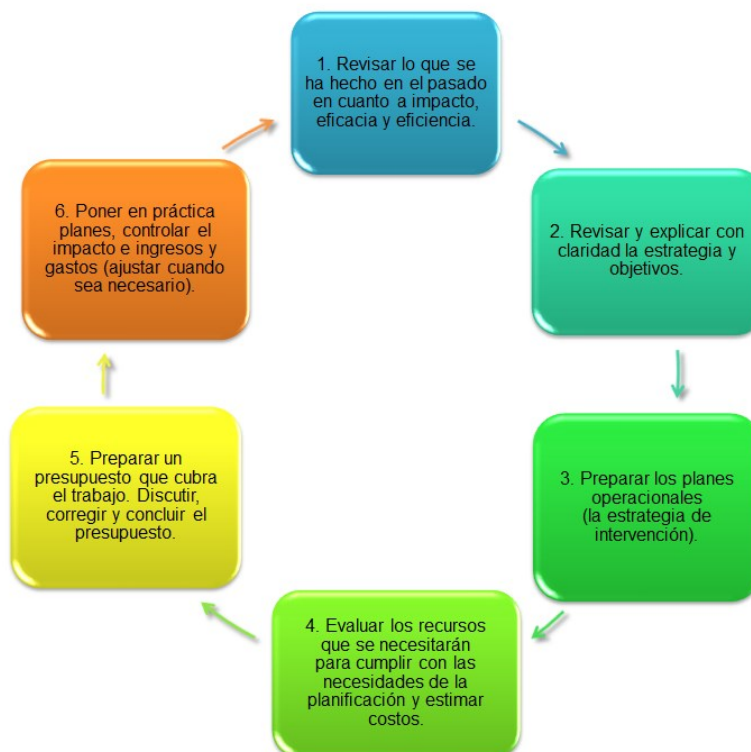 1. Revisar lo que se
ha hecho en el pasado
en cuanto a impacto,
eficacia y eficiencia.
2. Revisar y explicar con
claridad la estrategia y
objetivos.
3. Preparar los planes
operacionales
(la estrategia de
intervención).
4. Evaluar los recursos
que se necesitarán
para cumplir con las
necesidades de la
planificación y estimar
costos.
5. Preparar un
presupuesto que cubra
el trabajo. Discutir,
corregir y concluir el
presupuesto.
6. Poner en práctica
planes, controlar el
impacto e ingresos y
gastos (ajustar cuando
sea necesario).